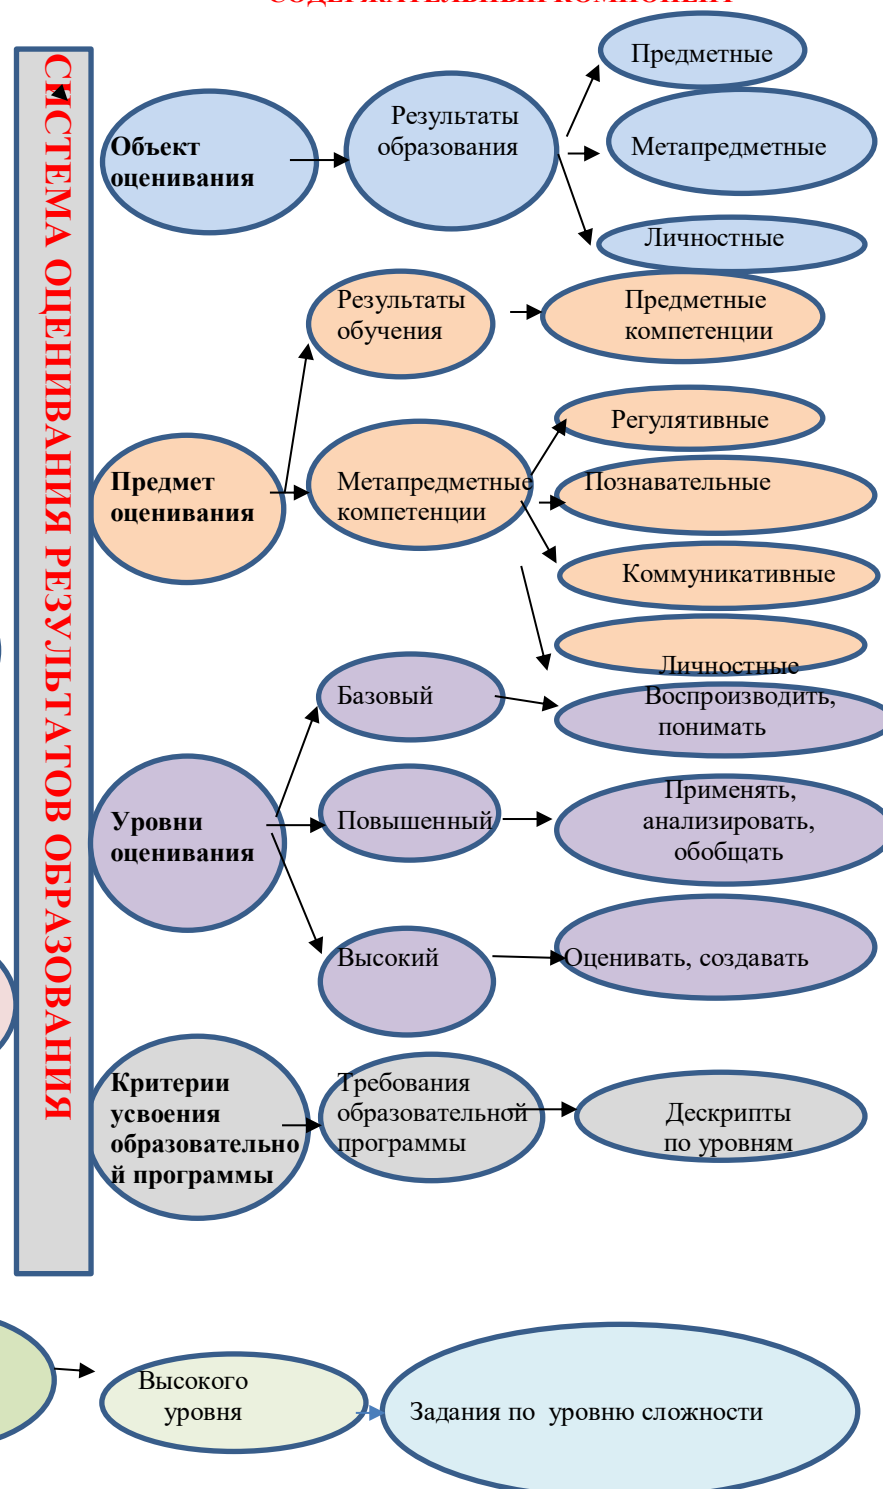 СОДЕРЖАТЕЛЬНЫЙ КОМПОНЕНТ
СИСТЕМА ОЦЕНИВАНИЯ РЕЗУЛЬТАТОВ ОБРАЗОВАНИЯ
Объект
оценивания
Результаты
образования
Предметные
Метапредметные
Личностные
Предмет
оценивания
Результаты
обучения
Предметные
компетенции
Метапредметные
компетенции
Регулятивные
Познавательные
Коммуникативные
Личностные
Уровни
оценивания
Базовый
Воспроизводить,
понимать
Повышенный
Применять,
анализировать,
обобщать
Высокий
Оценивать, создавать
Критерии
усвоения
образовательно
й программы
Требования
образовательной
программы
Дескрипты
по уровням
Высокого
уровня
Задания по уровню сложности